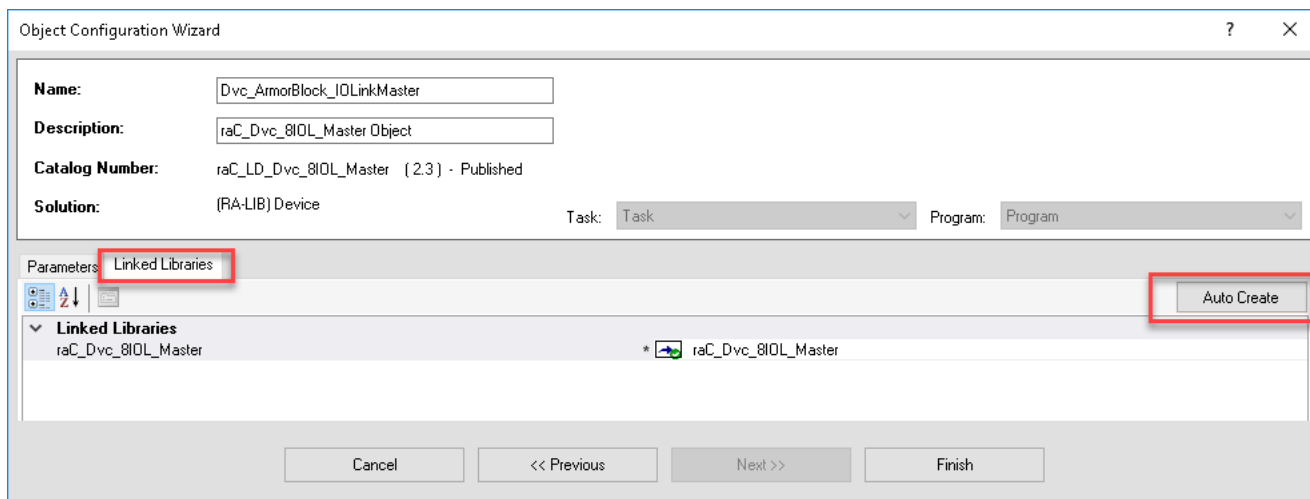 Object Configuration Wizard ? X
Name: Dvc_ArmorBlock_IOLinkMaster
Description: raC_Dvc_8IOL_Master Object
Catalog Number: raC_LD_Dvc_8IOL_Master ( 2.3 ) - Published
Solution: (RA-LIB) Device Task: Task Program: Program
Parameters Linked Libraries
A Z Auto Create
Linked Libraries
raC_Dvc_8IOL_Master * raC_Dvc_8IOL_Master
Cancel << Previous Next >> Finish